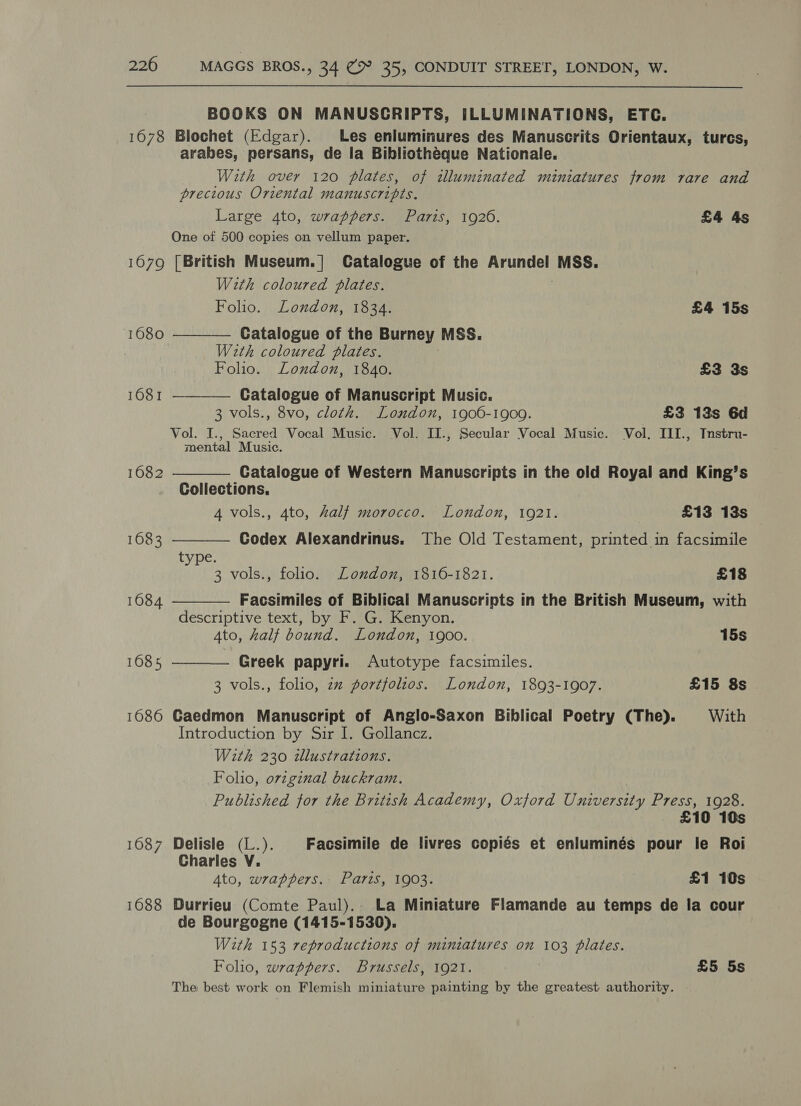 226 MAGGS BROS., 34 & 35, CONDUIT STREET, LONDON, W.
BOOKS ON MANUSCRIPTS, ILLUMINATIONS, ETC.
1678 Blochet (Edgar). Les enluminures des Manuscrits Orientaux, turcs,
arabes, persans, de la Bibliothèque Nationale.
With over 120 plates, of illuminated miniatures from rare and
precious Oriental manuscripts.
Large 4to, wrappers. Paris, 1926. £4 4s
One of 500 copies on vellum paper.
1679 [British Museum.] Catalogue of the Arundel MSS.
With coloured plates.
Folio. London, 1834. £4 15s
1680 ——— Catalogue of the Burney MSS.
With coloured plates.
Folio. London, 1840. £3 3s
1681 ——— Catalogue of Manuscript Music.
3 vols., 8vo, cloth. London, 1906-1909. £3 13s 6d
Vol. I., Sacred Vocal Music. Vol. II., Secular Vocal Music. Vol. III., Instru-
mental Music.
1682 ——— Catalogue of Western Manuscripts in the old Royal and King's
Collections.
4 vols., 4to, half morocco. London, 1921. £13 13s
1683 ——— Codex Alexandrinus. The Old Testament, printed in facsimile
type.
3 vols., folio. London, 1816-1821. £18
1684 ——— Facsimiles of Biblical Manuscripts in the British Museum, with
descriptive text, by F. G. Kenyon.
4to, half bound. London, 1900. 15s
1685 ——— Greek papyri. Autotype facsimiles.
3 vols., folio, in portfolios. London, 1893-1907. £15 8s
1686 Caedmon Manuscript of Anglo-Saxon Biblical Poetry (The). With
Introduction by Sir I. Gollancz.
With 230 illustrations.
Folio, original buckram.
Published for the British Academy, Oxford University Press, 1928.
£10 10s
1687 Delisle (L.). Facsimile de livres copiés et enluminés pour le Roi
Charles V.
4to, wrappers. Paris, 1903. £1 10s
1688 Durrieu (Comte Paul). La Miniature Flamande au temps de la cour
de Bourgogne (1415-1530).
With 153 reproductions of miniatures on 103 plates.
Folio, wrappers. Brussels, 1921. £5 5s
The best work on Flemish miniature painting by the greatest authority.